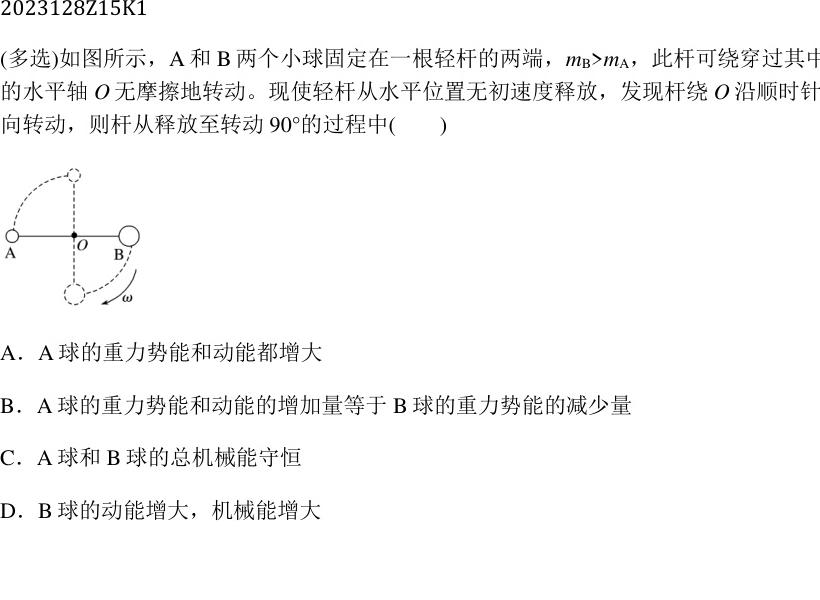 2023128Z15K1
(多选)如图所示，A 和 B 两个小球固定在一根轻杆的两端，mB>mA，此杆可绕穿过其中
的水平轴 O 无摩擦地转动。现使轻杆从水平位置无初速度释放，发现杆绕 O 沿顺时针
向转动，则杆从释放至转动 90°的过程中(　　)
A O B
ω
A．A 球的重力势能和动能都增大
B．A 球的重力势能和动能的增加量等于 B 球的重力势能的减少量
C．A 球和 B 球的总机械能守恒
D．B 球的动能增大，机械能增大